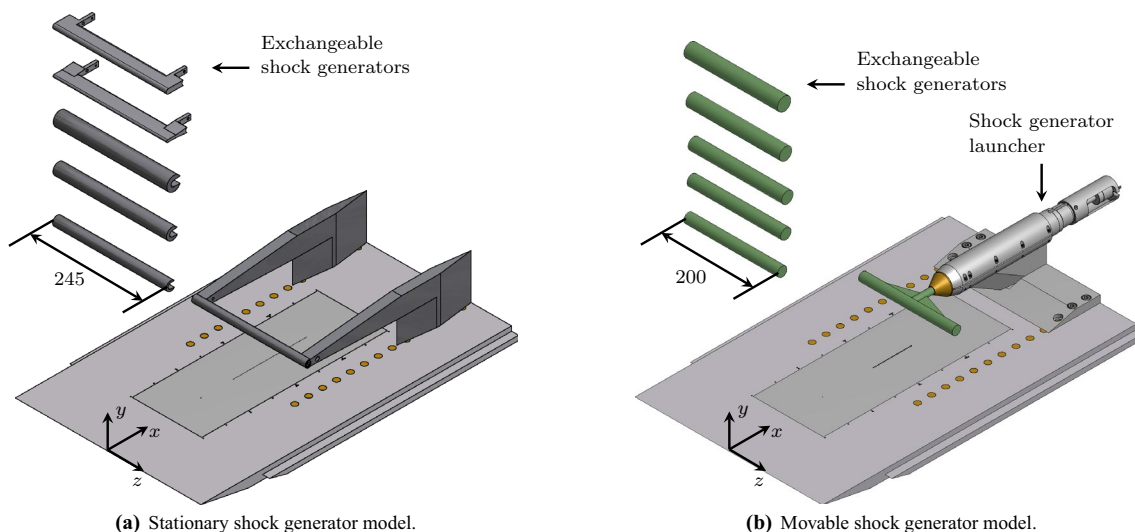 Exchangeable
shock generators
245
y
x
z
(a) Stationary shock generator model.
Exchangeable
shock generators
Shock generator
launcher
200
y
x
z
(b) Movable shock generator model.